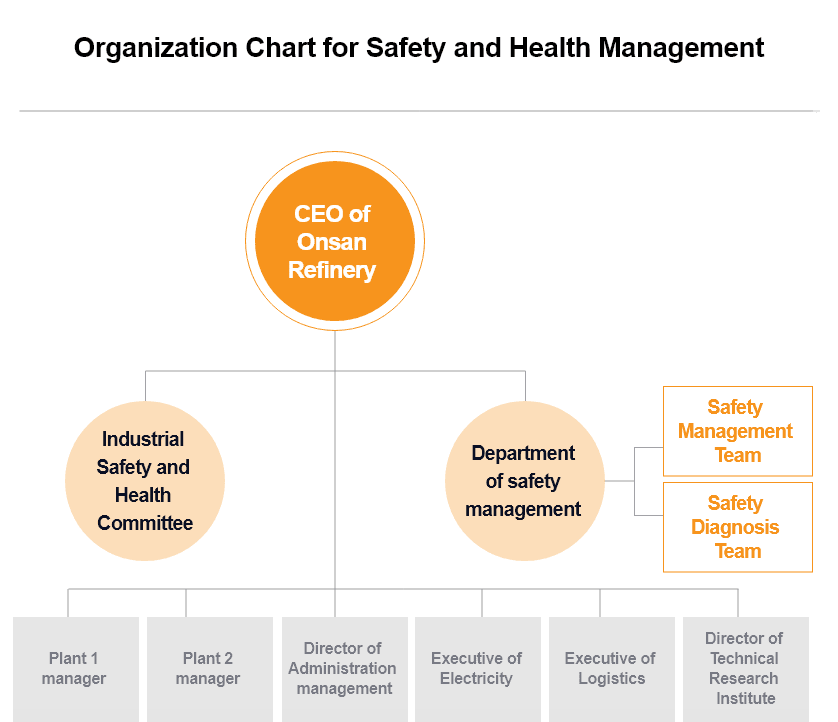 Organization Chart for Safety and Health Management
CEO of
Onsan
Refinery
Industrial
Safety and
Health
Committee
Department
of safety
management
Safety
Management
Team
Safety
Diagnosis
Team
Plant 1
manager
Plant 2
manager
Director of
Administration
management
Executive of
Electricity
Executive of
Logistics
Director of
Technical
Research
Institute